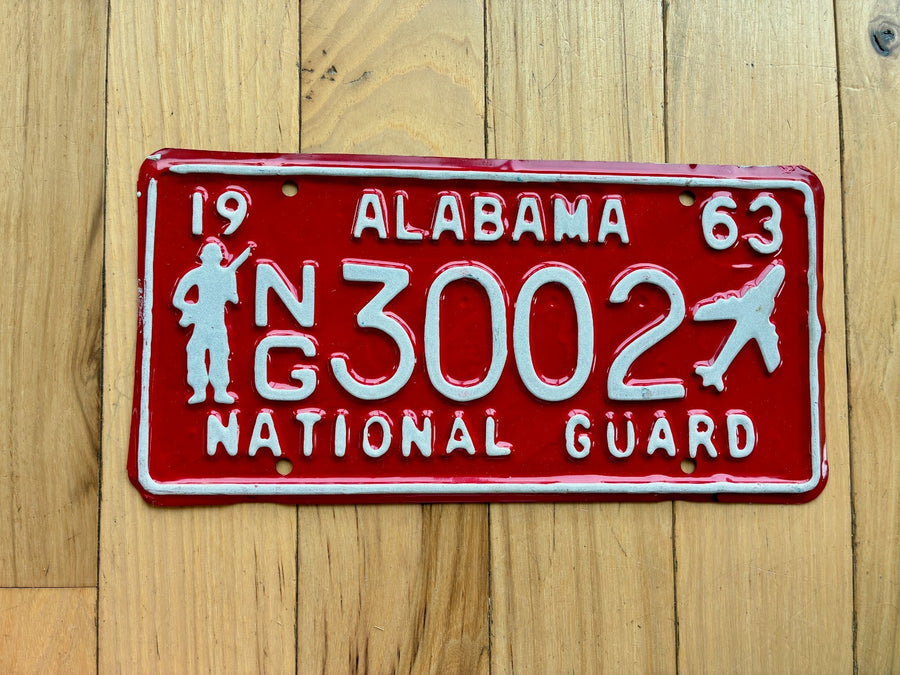 19 ALABAMA 63
NG 3002
NATIONAL GUARD